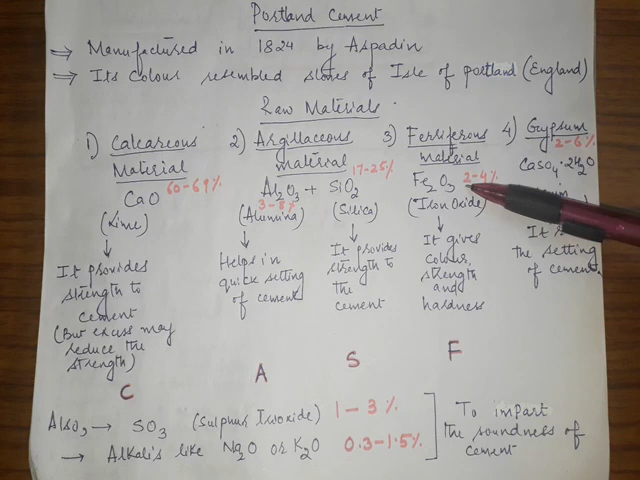 Portland Cement
⇒ Manufactured in 1824 by Aspadin
⇒ Its colour resembled stones of Isle of portland (England)
Raw Materials
1) Calcareous Material
CaO 60-69%
(Lime)
↓
It provides
strength to
cement
(But excess may
reduce the
strength)
C
2) Argillaceous
material
Al2O3 + SiO2 17-25%
3-8%
(Alumina) (Silica)
↓
Helps in
quick setting
of cement
A
↓
It provides
strength to
the
cement
S
3) Ferriferous
material
Fe2O3 2-4%
(Iron Oxide)
↓
It gives
colour,
strength
and
hardness
F
4) Gypsum
2-6%
CaSO4·2H2O
It
the setting
of cement
Also, → SO3 (Sulphur Trioxide) 1-3%
→ Alkali's like Na2O or K2O 0.3-1.5%
To impart
the soundness of
cement